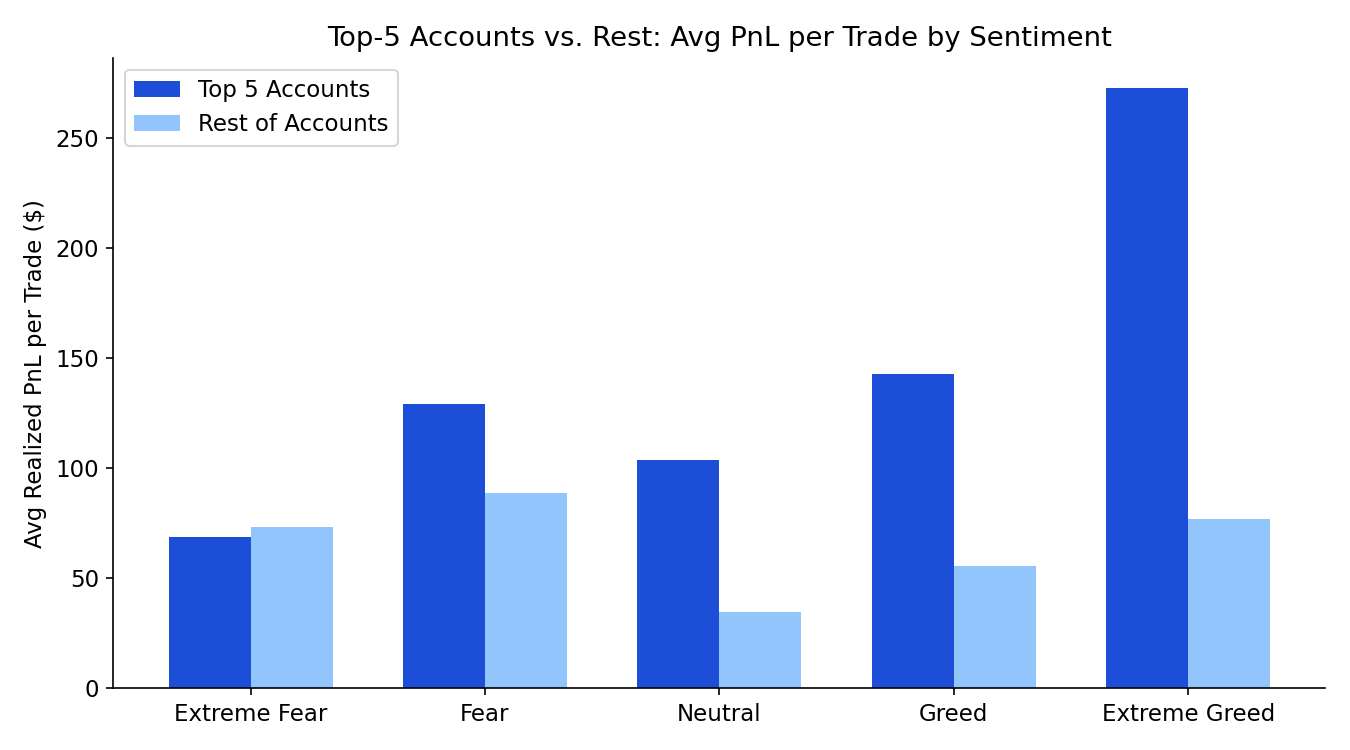 Top-5 Accounts vs. Rest: Avg PnL per Trade by Sentiment
Top 5 Accounts
Rest of Accounts
Avg Realized PnL per Trade ($)
250
200
150
100
50
0
Extreme Fear
Fear
Neutral
Greed
Extreme Greed